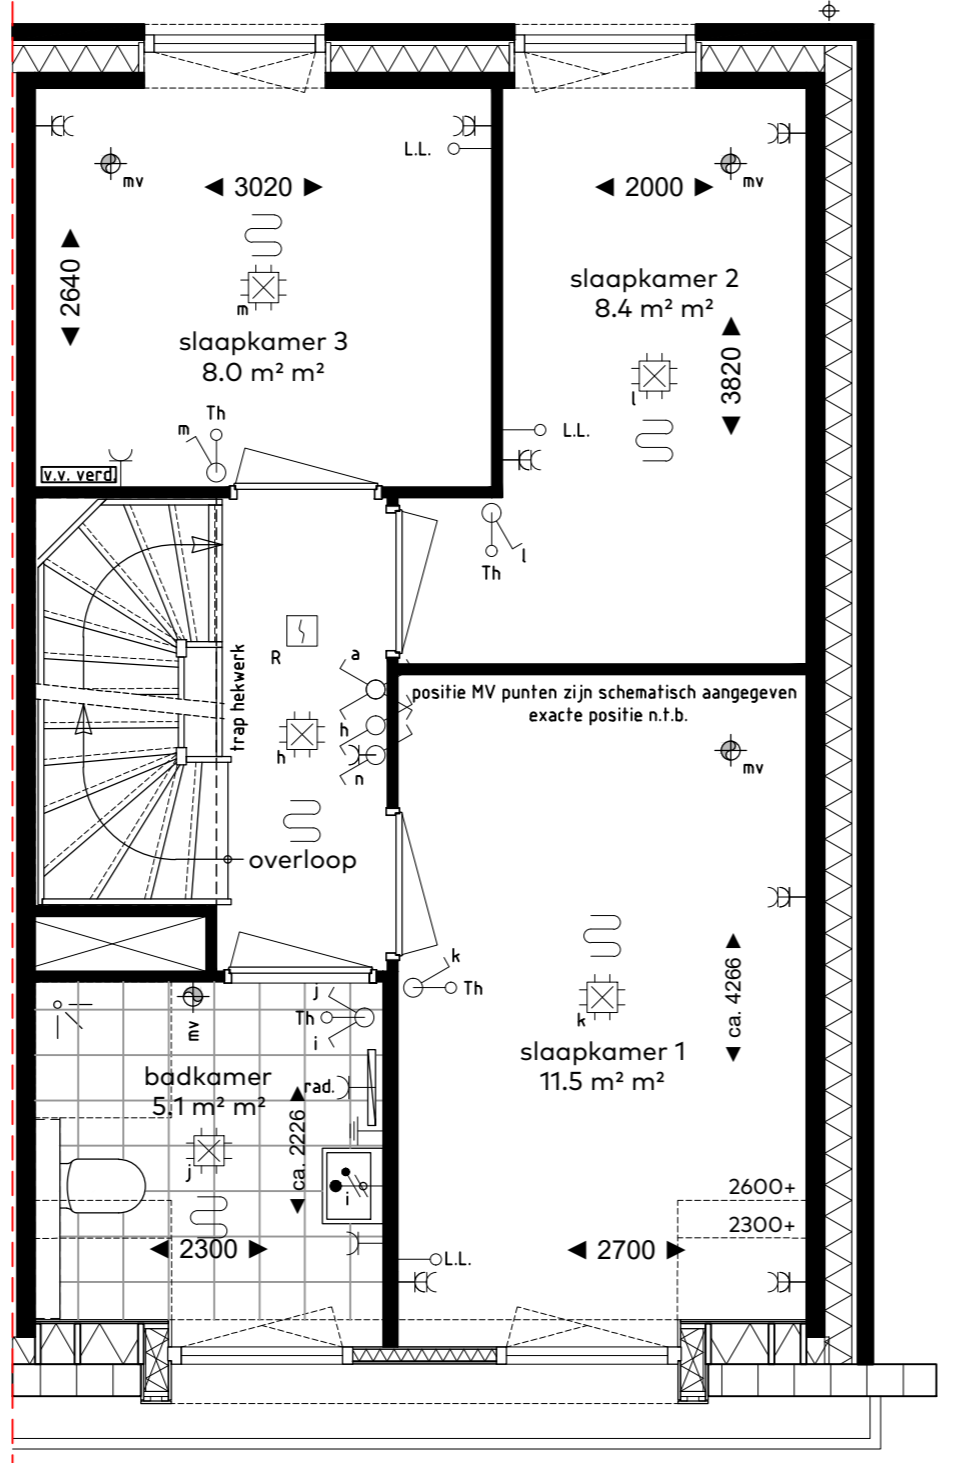 L.L.
mv
3020
2000
mv
2640
m
slaapkamer 3
8.0 m² m²
slaapkamer 2
8.4 m² m²
3820
l
Th
m
L.L.
v.v. verd.
l
Th
R
trap hekwerk
a
h
h
n
positie MV punten zijn schematisch aangegeven
exacte positie n.t.b.
mv
overloop
k
Th
j
Th
i
mv
badkamer
5.1 m² m²
rad.
ca. 2226
j
i
2300
k
slaapkamer 1
11.5 m² m²
ca. 4266
2600+
2300+
2700
L.L.